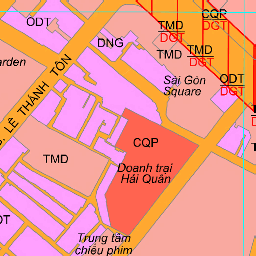 ODT
CQP
DGT
TMD
DGT
DNG
TMD
TMD
DGT
arden
LÊ THÁNH TÔN
Sài Gòn
Square
ODT
DGT
CQP
TMD
Doanh trại
Hải Quân
DT
Trung tâm
chiếu phim